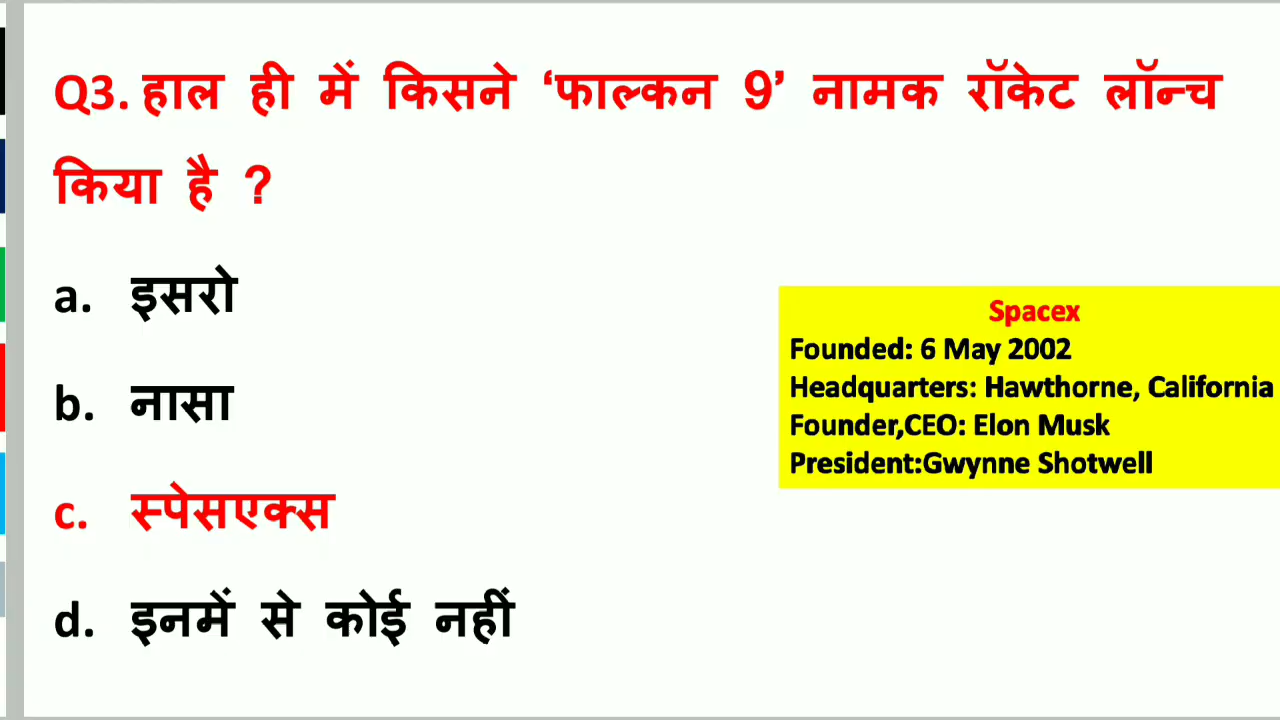 Q3. हाल ही में किसने ‘फाल्कन 9’ नामक रॉकेट लॉन्च
किया है ?
a. इसरो
b. नासा
c. स्पेसएक्स
d. इनमें से कोई नहीं
Spacex
Founded: 6 May 2002
Headquarters: Hawthorne, California
Founder,CEO: Elon Musk
President:Gwynne Shotwell